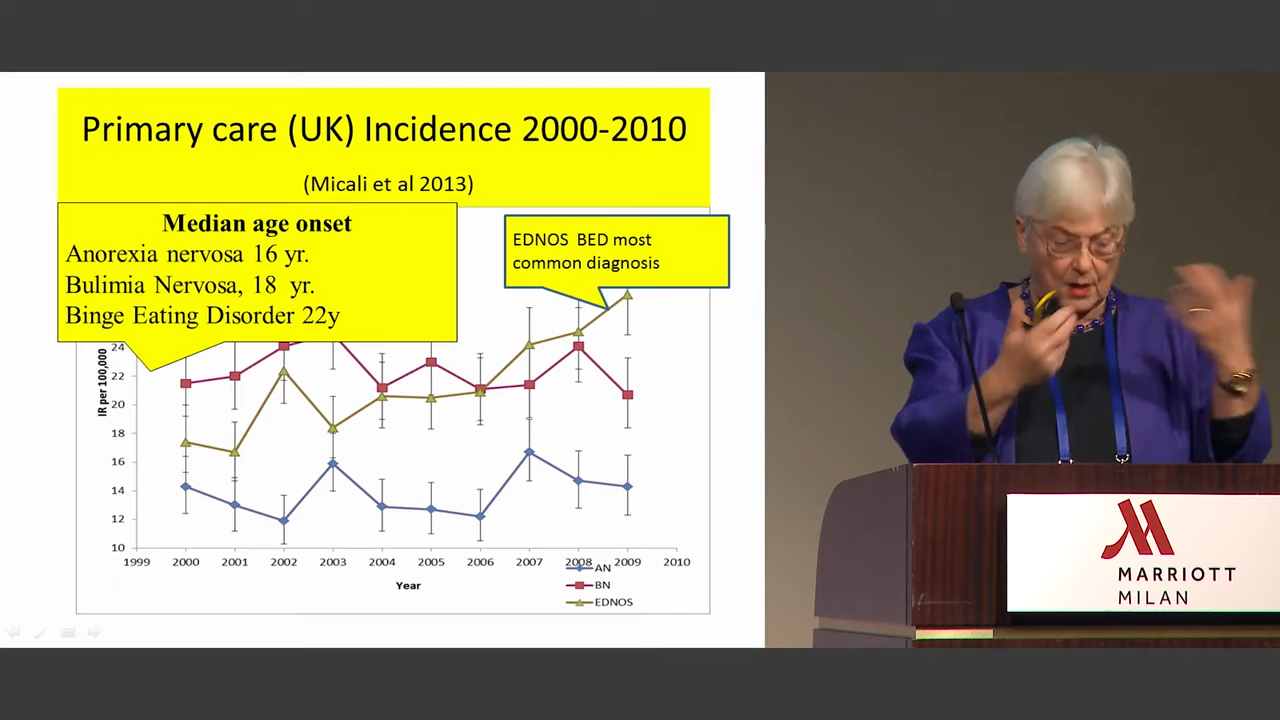 Primary care (UK) Incidence 2000-2010
(Micali et al 2013)
Median age onset
Anorexia nervosa 16 yr.
Bulimia Nervosa, 18 yr.
Binge Eating Disorder 22y
EDNOS BED most
common diagnosis
IR per 100,000
24
22
20
18
16
14
12
10
1999 2000 2001 2002 2003 2004 2005 2006 2007 2008 2009 2010
Year
AN
BN
EDNOS
MARRIOTT
MILAN